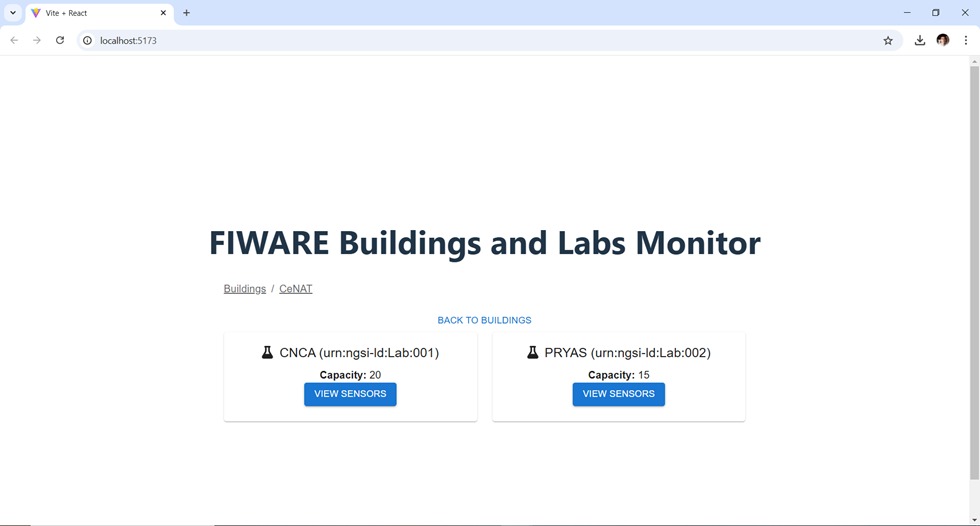 Vite + React
localhost:5173
FIWARE Buildings and Labs Monitor
Buildings / CeNAT
BACK TO BUILDINGS
CNCA (urn:ngsi-ld:Lab:001)
Capacity: 20
VIEW SENSORS
PRYAS (urn:ngsi-ld:Lab:002)
Capacity: 15
VIEW SENSORS